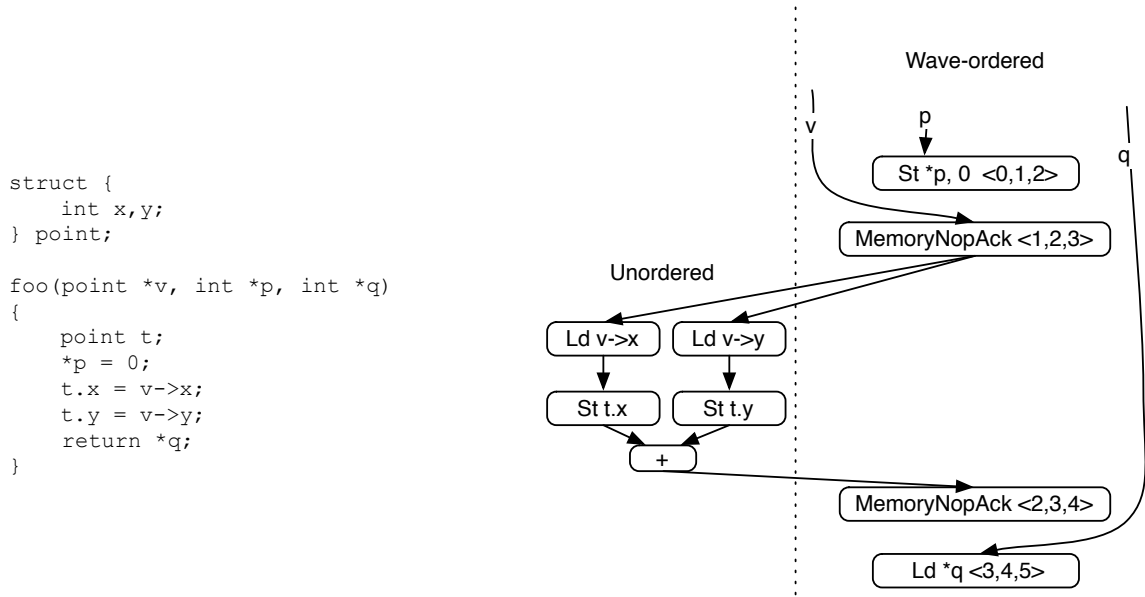 struct {
    int x,y;
} point;

foo(point *v, int *p, int *q)
{
    point t;
    *p = 0;
    t.x = v->x;
    t.y = v->y;
    return *q;
}

Wave-ordered
v
p
q
St *p, 0 <0,1,2>
MemoryNopAck <1,2,3>
Unordered
Ld v->x
Ld v->y
St t.x
St t.y
+
MemoryNopAck <2,3,4>
Ld *q <3,4,5>